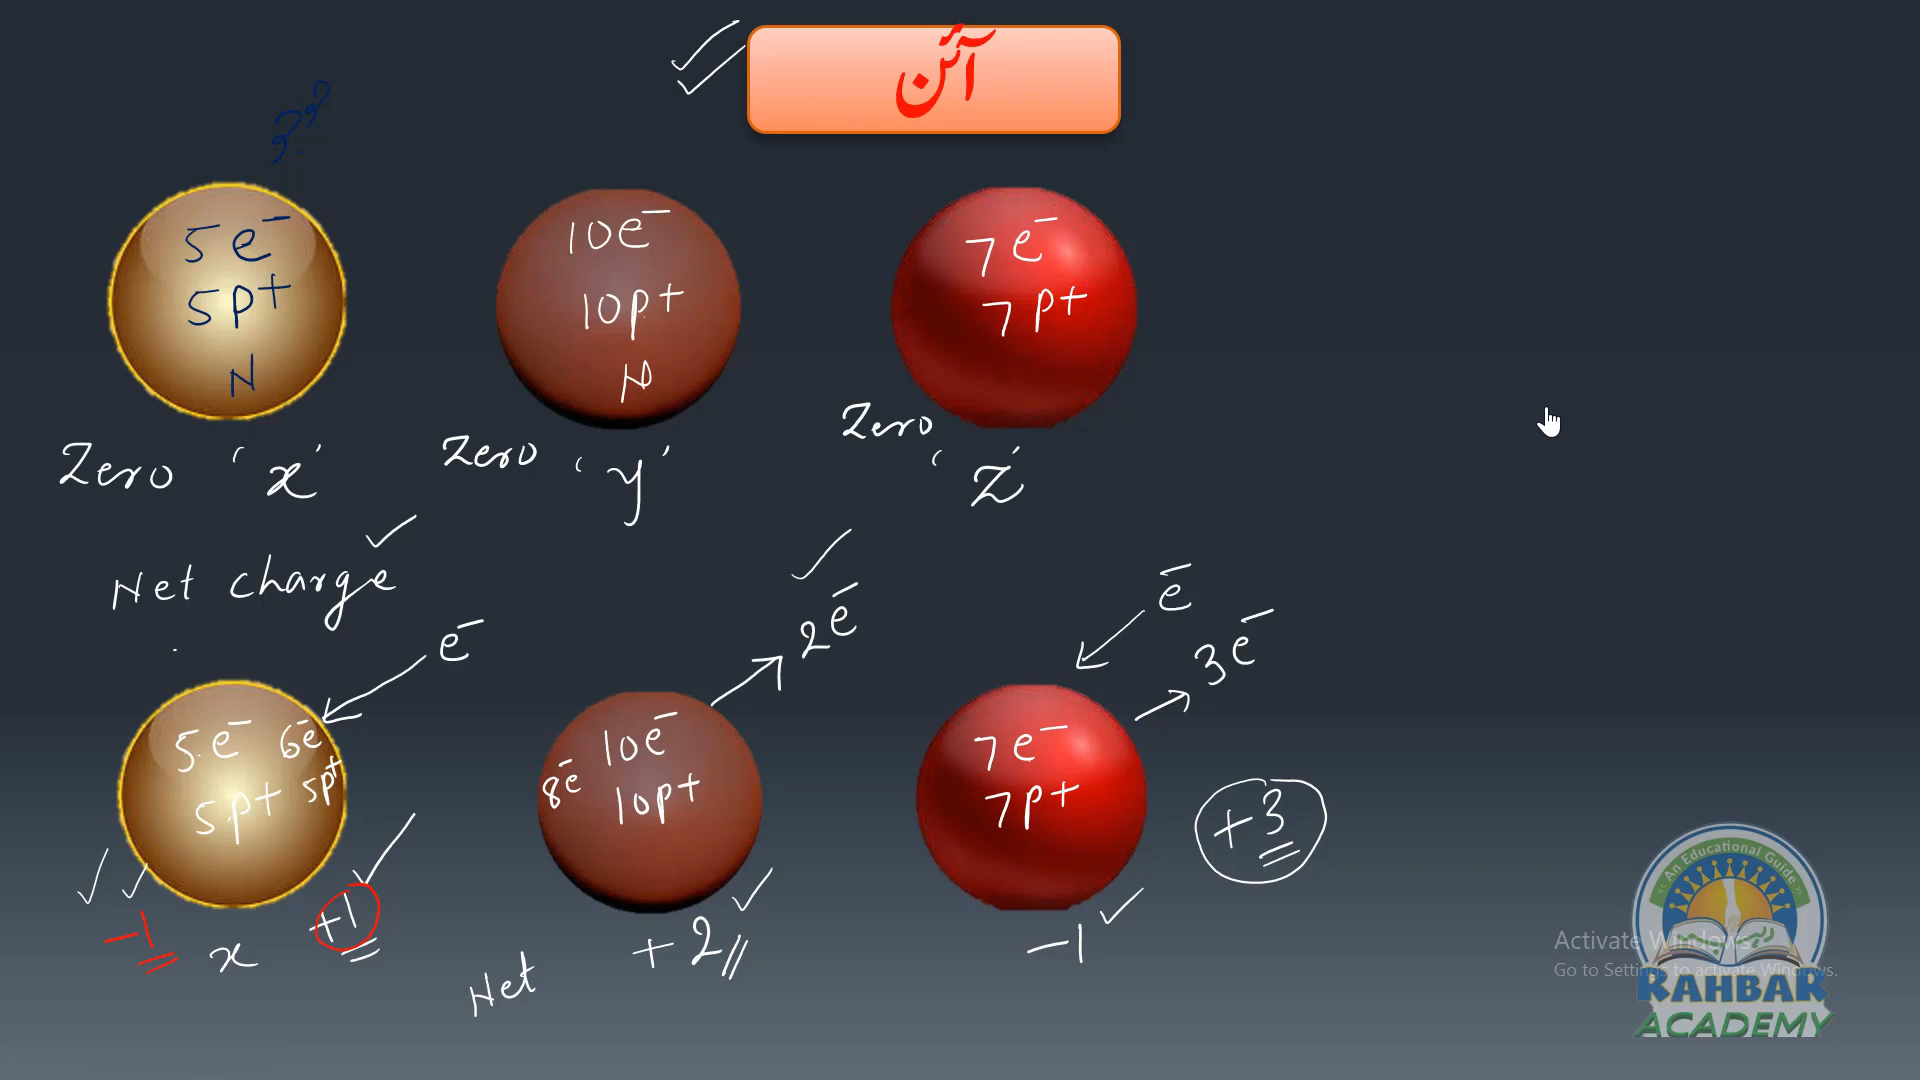 آئن
??
5e⁻
5p⁺
N
10e⁻
10p⁺
N
7e⁻
7p⁺
Zero 'x'
Zero 'y'
Zero 'Z'
Net charge
e⁻
2e⁻
e⁻
3e⁻
5e⁻ 6e⁻
5p⁺ 5p⁺
10e⁻
8e⁻
10p⁺
7e⁻
7p⁺
+3
-1
x
+1
Net
+2
-1
An Educational Guide
Activate Windows
Go to Settings to activate Windows.
RAHBAR
ACADEMY